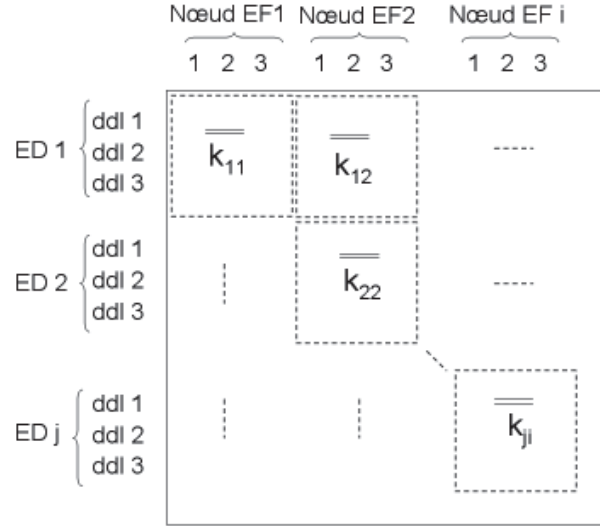 Nœud EF1 Nœud EF2 Nœud EF i
1 2 3 1 2 3 1 2 3
ED 1
ddl 1
ddl 2
ddl 3
k11 k12
ED 2
ddl 1
ddl 2
ddl 3
k22
ED j
ddl 1
ddl 2
ddl 3
kji